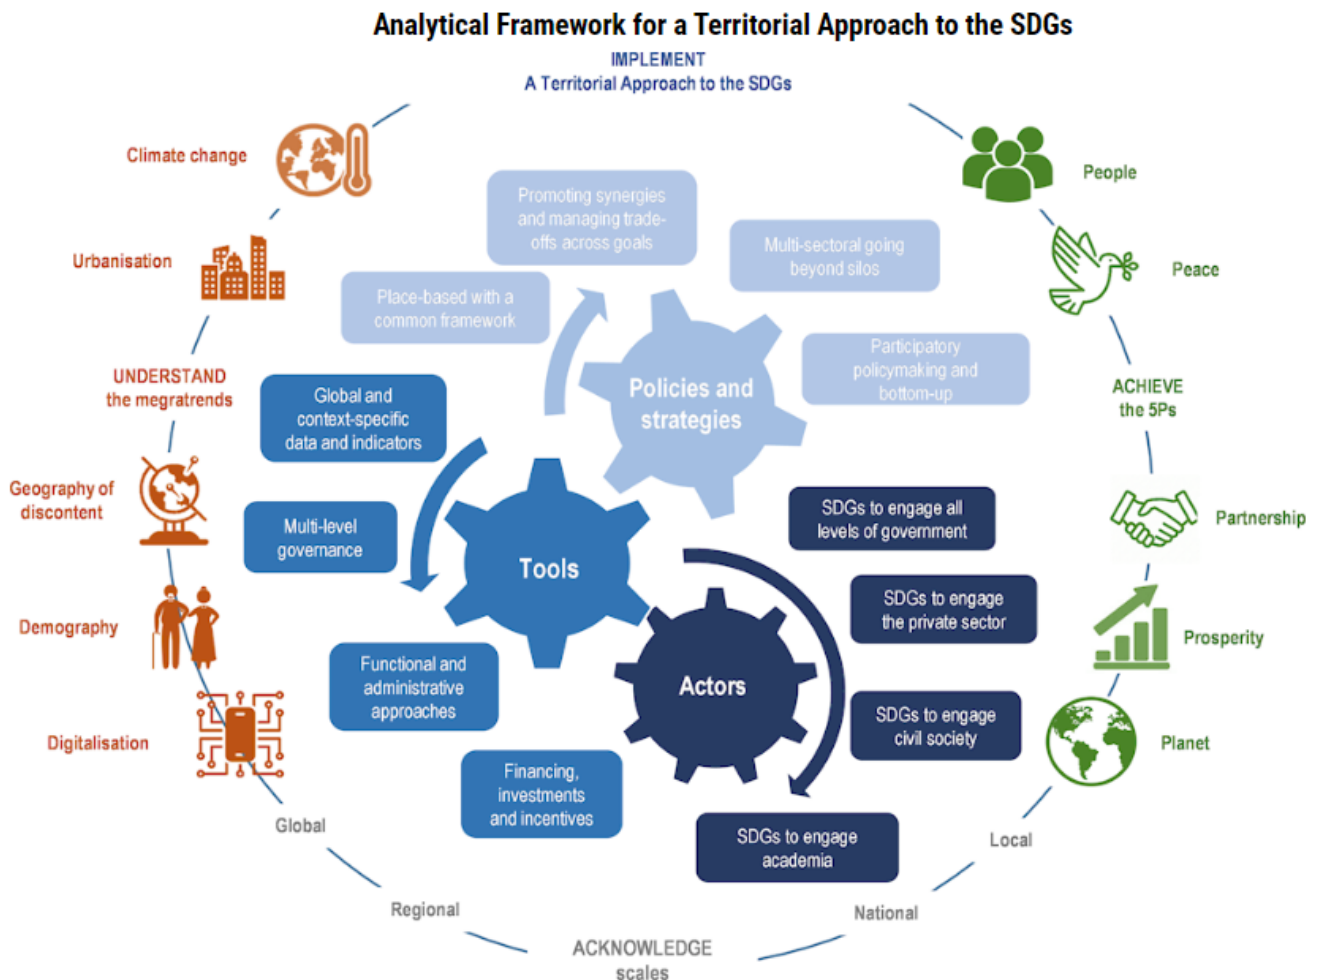 Analytical Framework for a Territorial Approach to the SDGs
IMPLEMENT
A Territorial Approach to the SDGs
Climate change
People
Promoting synergies
and managing trade-
offs across goals
Multi-sectoral going
beyond silos
Urbanisation
Peace
Place-based with a
common framework
Participatory
policymaking and
bottom-up
UNDERSTAND
the megratrends
Global and
context-specific
data and indicators
Policies and
strategies
ACHIEVE
the 5Ps
Geography of
discontent
Multi-level
governance
Tools
SDGs to engage all
levels of government
Partnership
Demography
SDGs to engage
the private sector
Prosperity
Functional and
administrative
approaches
Actors
SDGs to engage
civil society
Digitalisation
Planet
Financing,
investments
and incentives
SDGs to engage
academia
Global
Local
Regional
National
ACKNOWLEDGE
scales